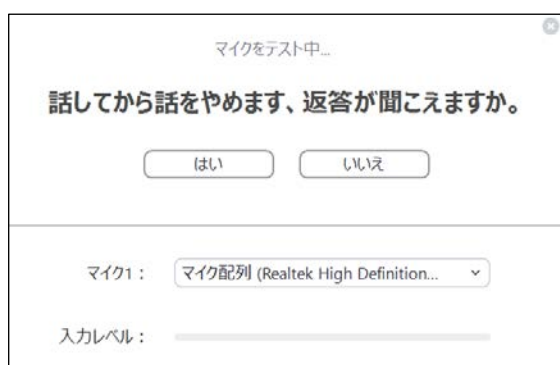 マイクをテスト中...
話してから話をやめます、返答が聞こえますか。
はい いいえ
マイク1： マイク配列 (Realtek High Definition...
入力レベル：